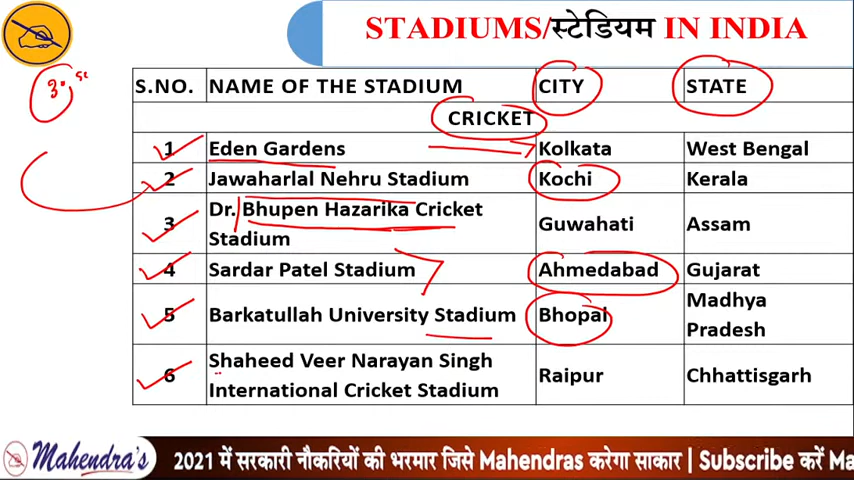 STADIUMS/स्टेडियम IN INDIA
S.NO. NAME OF THE STADIUM CITY STATE
CRICKET
1 Eden Gardens Kolkata West Bengal
2 Jawaharlal Nehru Stadium Kochi Kerala
3 Dr. Bhupen Hazarika Cricket Stadium Guwahati Assam
4 Sardar Patel Stadium Ahmedabad Gujarat
5 Barkatullah University Stadium Bhopal Madhya Pradesh
6 Shaheed Veer Narayan Singh International Cricket Stadium Raipur Chhattisgarh
Mahendra's
2021 में सरकारी नौकरियों की भरमार जिसे Mahendras करेगा साकार | Subscribe करें Ma